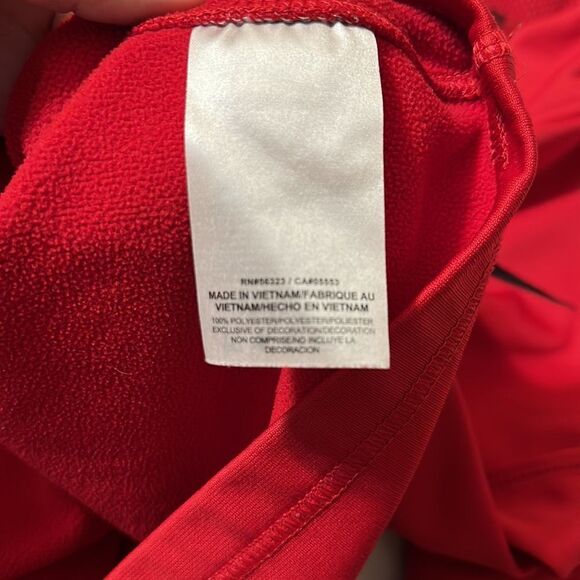 RN#56323 / CA#05553
MADE IN VIETNAM/FABRIQUE AU
VIETNAM/HECHO EN VIETNAM
100% POLYESTER/POLYESTER/POLIÉSTER
EXCLUSIVE OF DECORATION/DECORATION
NON COMPRISE/NO INCLUYE LA
DECORACION